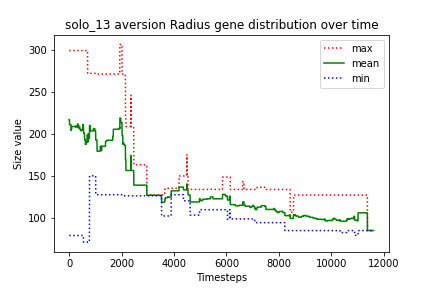 solo_13 aversion Radius gene distribution over time
max
mean
min
Size value
300
250
200
150
100
0
2000
4000
6000
8000
10000
12000
Timesteps